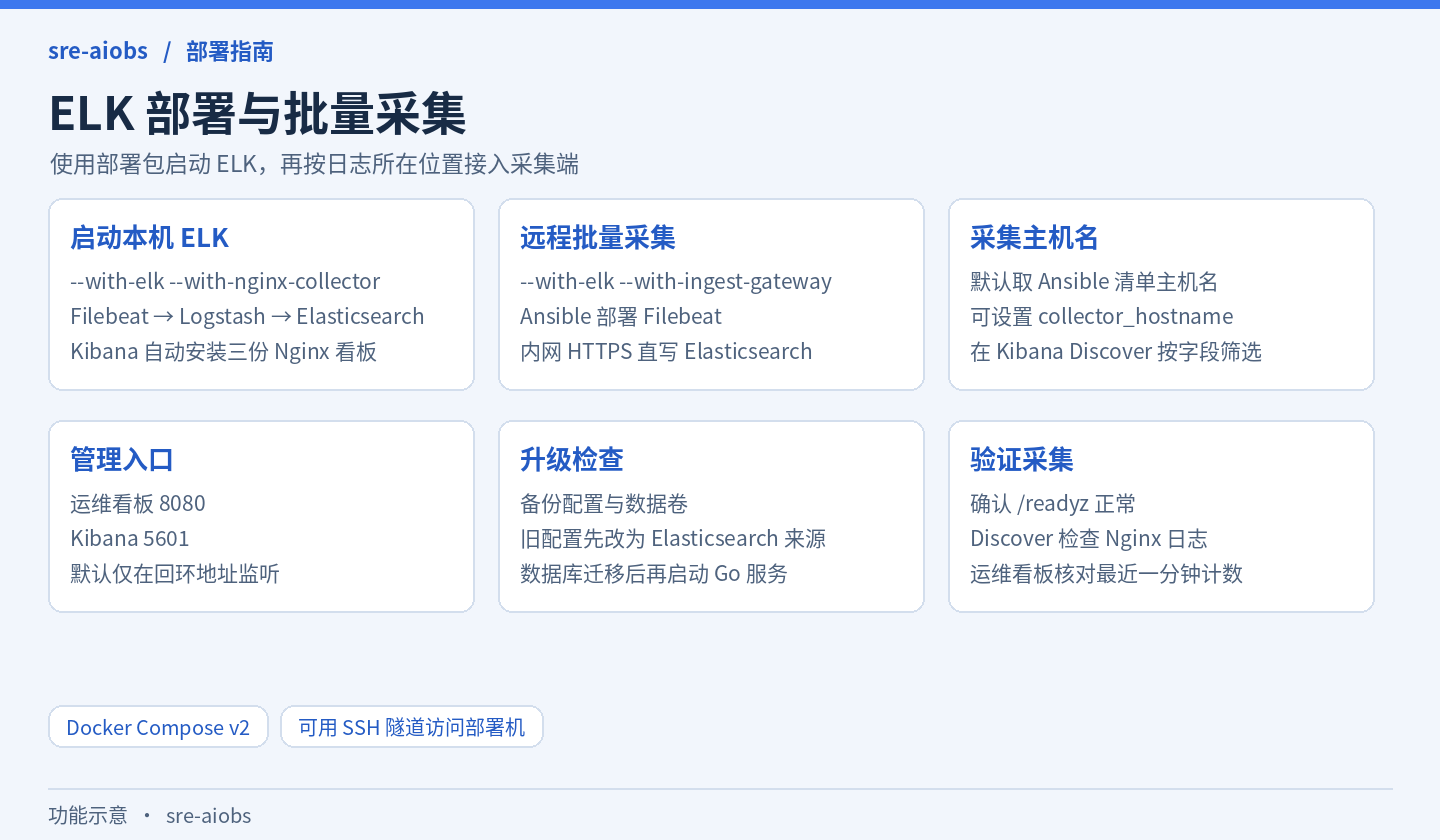 sre-aiobs / 部署指南
ELK 部署与批量采集
使用部署包启动 ELK，再按日志所在位置接入采集端
启动本机 ELK
--with-elk --with-nginx-collector
Filebeat → Logstash → Elasticsearch
Kibana 自动安装三份 Nginx 看板
远程批量采集
--with-elk --with-ingest-gateway
Ansible 部署 Filebeat
内网 HTTPS 直写 Elasticsearch
采集主机名
默认取 Ansible 清单主机名
可设置 collector_hostname
在 Kibana Discover 按字段筛选
管理入口
运维看板 8080
Kibana 5601
默认仅在回环地址监听
升级检查
备份配置与数据卷
旧配置先改为 Elasticsearch 来源
数据库迁移后再启动 Go 服务
验证采集
确认 /readyz 正常
Discover 检查 Nginx 日志
运维看板核对最近一分钟计数
Docker Compose v2
可用 SSH 隧道访问部署机
功能示意 · sre-aiobs